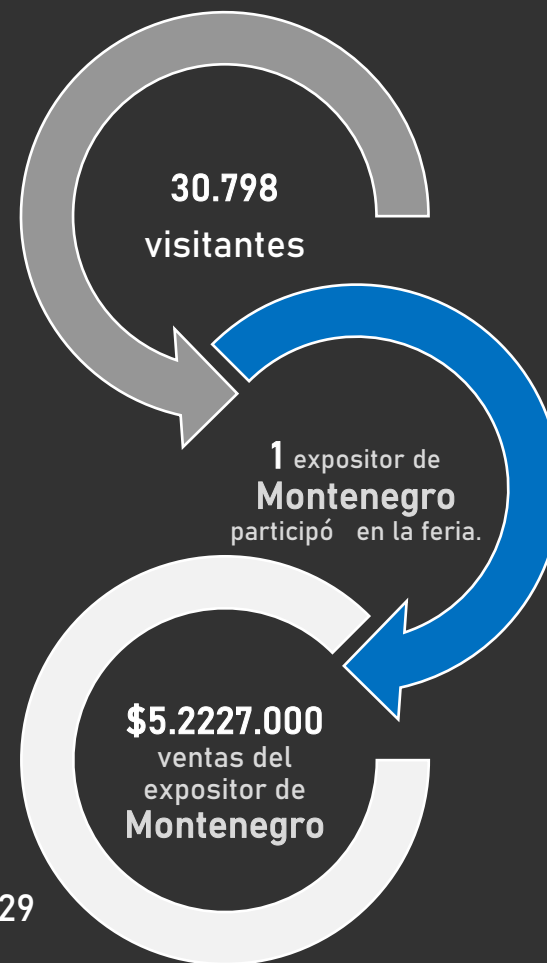 30.798
visitantes
1 expositor de
Montenegro
participó en la feria.
$5.2227.000
ventas del
expositor de
Montenegro
29